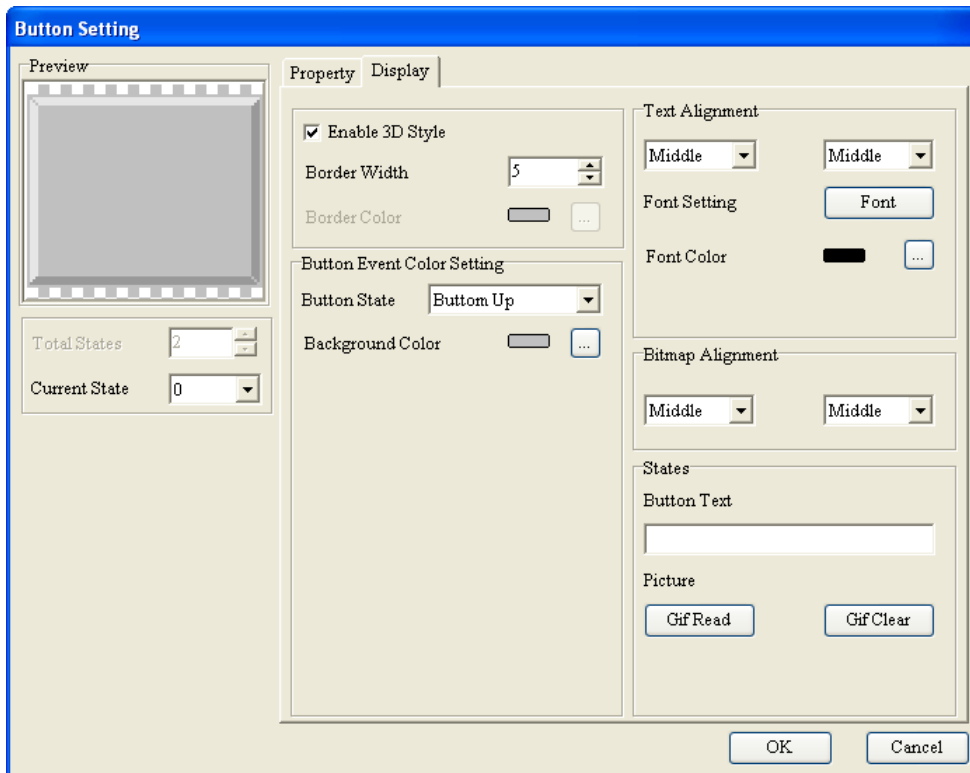 Button Setting
Preview
Total States 2
Current State 0
Property Display
Enable 3D Style
Border Width 5
Border Color ...
Button Event Color Setting
Button State Buttom Up
Background Color ...
Text Alignment
Middle Middle
Font Setting Font
Font Color ...
Bitmap Alignment
Middle Middle
States
Button Text
Picture
Gif Read Gif Clear
OK Cancel